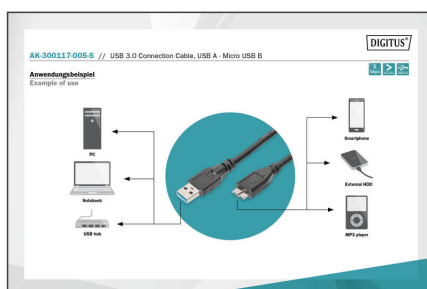 DIGITUS®
AK-300117-005-S // USB 3.0 Connection Cable, USB A - Micro USB B
Anwendungsbeispiel
Example of use
PC
Notebook
USB hub
Smartphone
External HDD
MP3 player